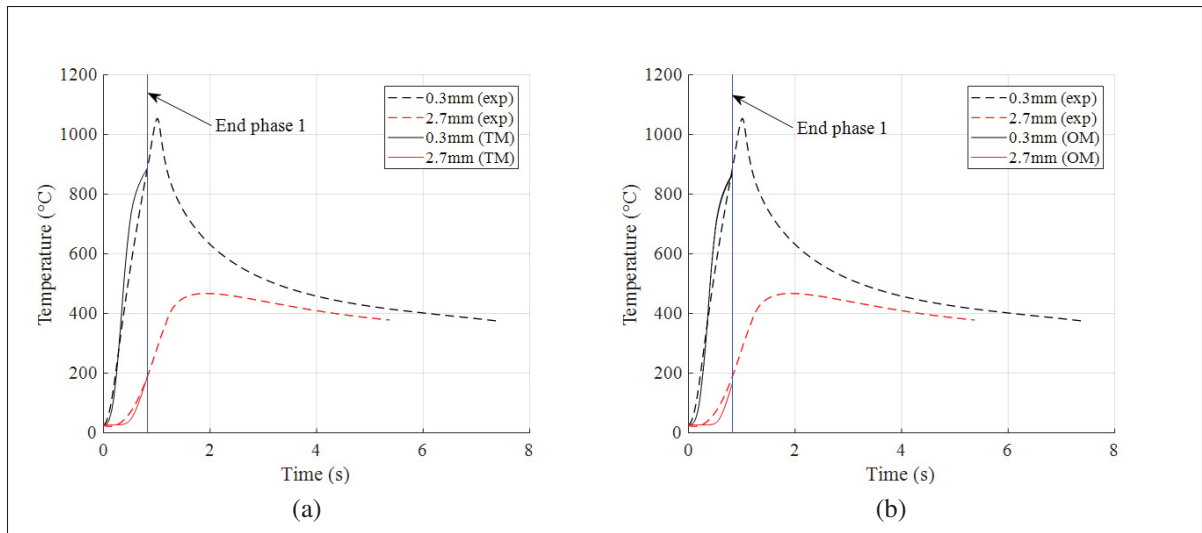 1200
1000
800
600
400
200
0
0 2 4 6 8
Temperature (°C)
Time (s)
End phase 1
0.3mm (exp)
2.7mm (exp)
0.3mm (TM)
2.7mm (TM)
(a)
1200
1000
800
600
400
200
0
0 2 4 6 8
Temperature (°C)
Time (s)
End phase 1
0.3mm (exp)
2.7mm (exp)
0.3mm (OM)
2.7mm (OM)
(b)